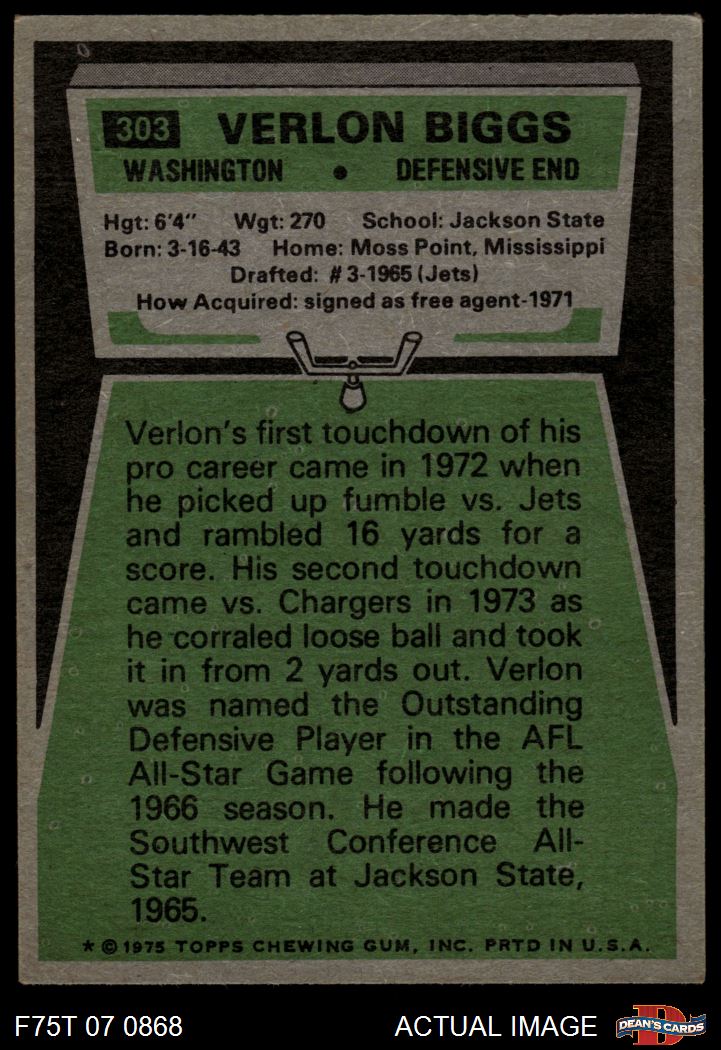 303 VERLON BIGGS
WASHINGTON • DEFENSIVE END
Hgt: 6'4" Wgt: 270 School: Jackson State
Born: 3-16-43 Home: Moss Point, Mississippi
Drafted: #3-1965 (Jets)
How Acquired: signed as free agent-1971
Verlon's first touchdown of his
pro career came in 1972 when
he picked up fumble vs. Jets
and rambled 16 yards for a
score. His second touchdown
came vs. Chargers in 1973 as
he corraled loose ball and took
it in from 2 yards out. Verlon
was named the Outstanding
Defensive Player in the AFL
All-Star Game following the
1966 season. He made the
Southwest Conference All-
Star Team at Jackson State,
1965.
* © 1975 TOPPS CHEWING GUM, INC. PRTD IN U.S.A.
F75T 07 0868 ACTUAL IMAGE D DEAN'S CARDS